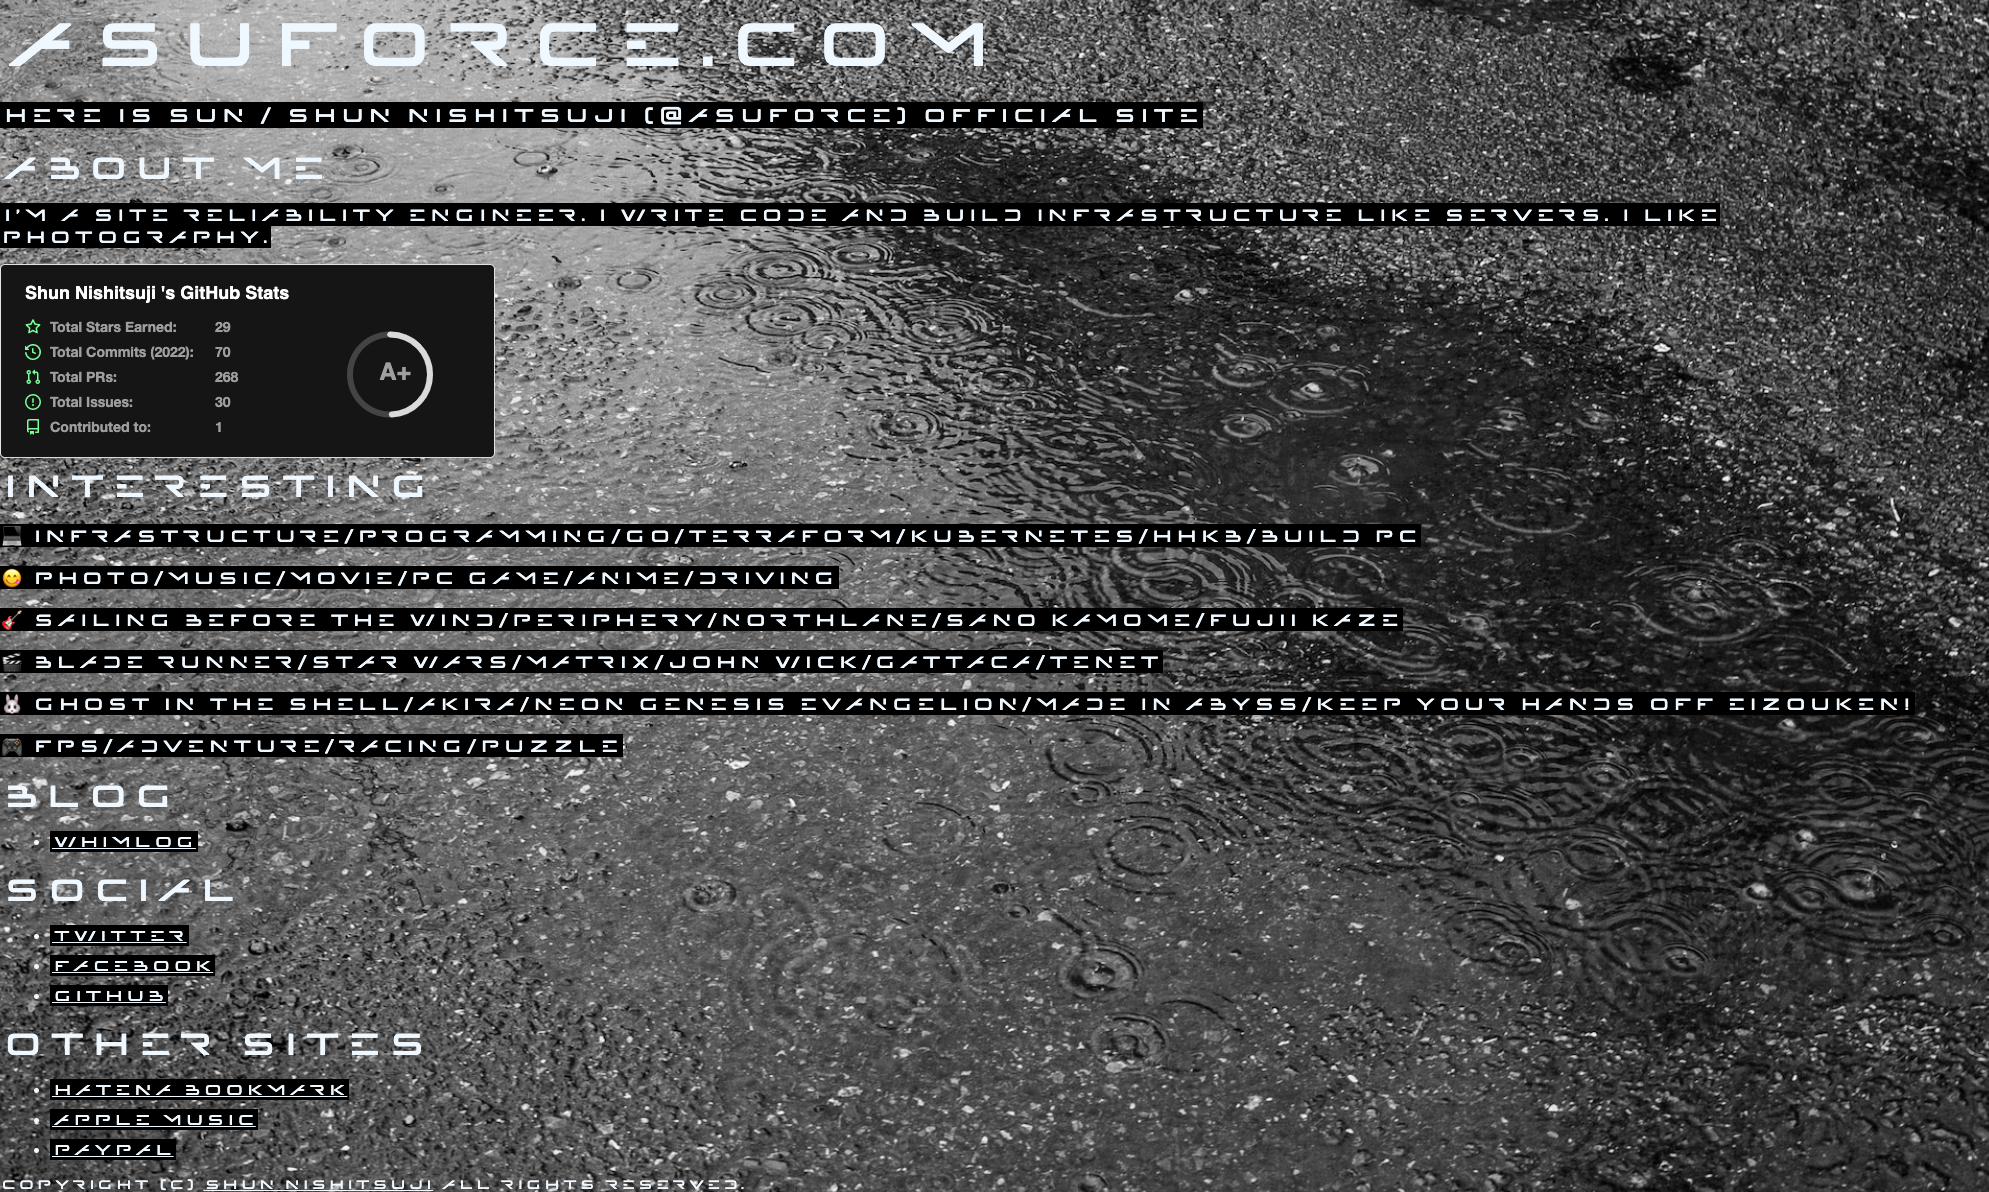 ASUFORCE.COM
HERE IS SUN / SHUN NISHITSUJI (@ASUFORCE) OFFICIAL SITE
ABOUT ME
I'M A SITE RELIABILITY ENGINEER. I WRITE CODE AND BUILD INFRASTRUCTURE LIKE SERVERS. I LIKE
PHOTOGRAPHY.
Shun Nishitsuji 's GitHub Stats
Total Stars Earned: 29
Total Commits (2022): 70
Total PRs: 268
Total Issues: 30
Contributed to: 1
A+
INTERESTING
💻 INFRASTRUCTURE/PROGRAMMING/GO/TERRAFORM/KUBERNETES/HHKB/BUILD PC
😋 PHOTO/MUSIC/MOVIE/PC GAME/ANIME/DRIVING
🎸 SAILING BEFORE THE WIND/PERIPHERY/NORTHLANE/SANO KAMOME/FUJII KAZE
🎬 BLADE RUNNER/STAR WARS/MATRIX/JOHN WICK/GATTACA/TENET
🐰 GHOST IN THE SHELL/AKIRA/NEON GENESIS EVANGELION/MADE IN ABYSS/KEEP YOUR HANDS OFF EIZOUKEN!
🎮 FPS/ADVENTURE/RACING/PUZZLE
BLOG
• WHIMLOG
SOCIAL
• TWITTER
• FACEBOOK
• GITHUB
OTHER SITES
• HATENA BOOKMARK
• APPLE MUSIC
• PAYPAL
COPYRIGHT (C) SHUN NISHITSUJI ALL RIGHTS RESERVED.